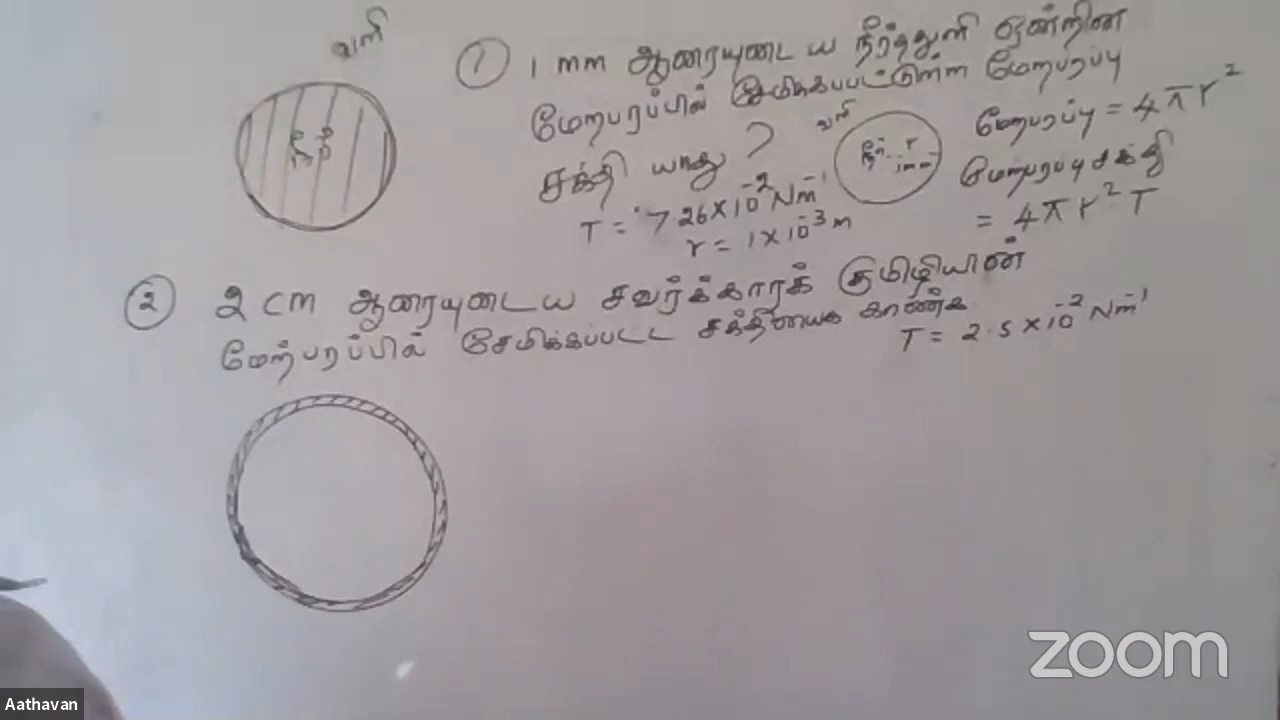 வளி
① 1 mm ஆரையுடைய நீர்த்துளி ஒன்றின்
மேற்பரப்பில் சேமிக்கப்பட்டுள்ள மேற்பரப்பு
சக்தி யாது ?
T = 7.26 × 10⁻² Nm⁻¹
r = 1 × 10⁻³ m
வளி
நீர்
r
1mm
மேற்பரப்பு = 4πr²
மேற்பரப்பு சக்தி
= 4πr² T
நீர்
② 2 cm ஆரையுடைய சவர்க்காரக் குமிழியின்
மேற்பரப்பில் சேமிக்கப்பட்ட சக்தியைக் காண்க
T = 2.5 × 10⁻² Nm⁻¹
zoom
Aathavan